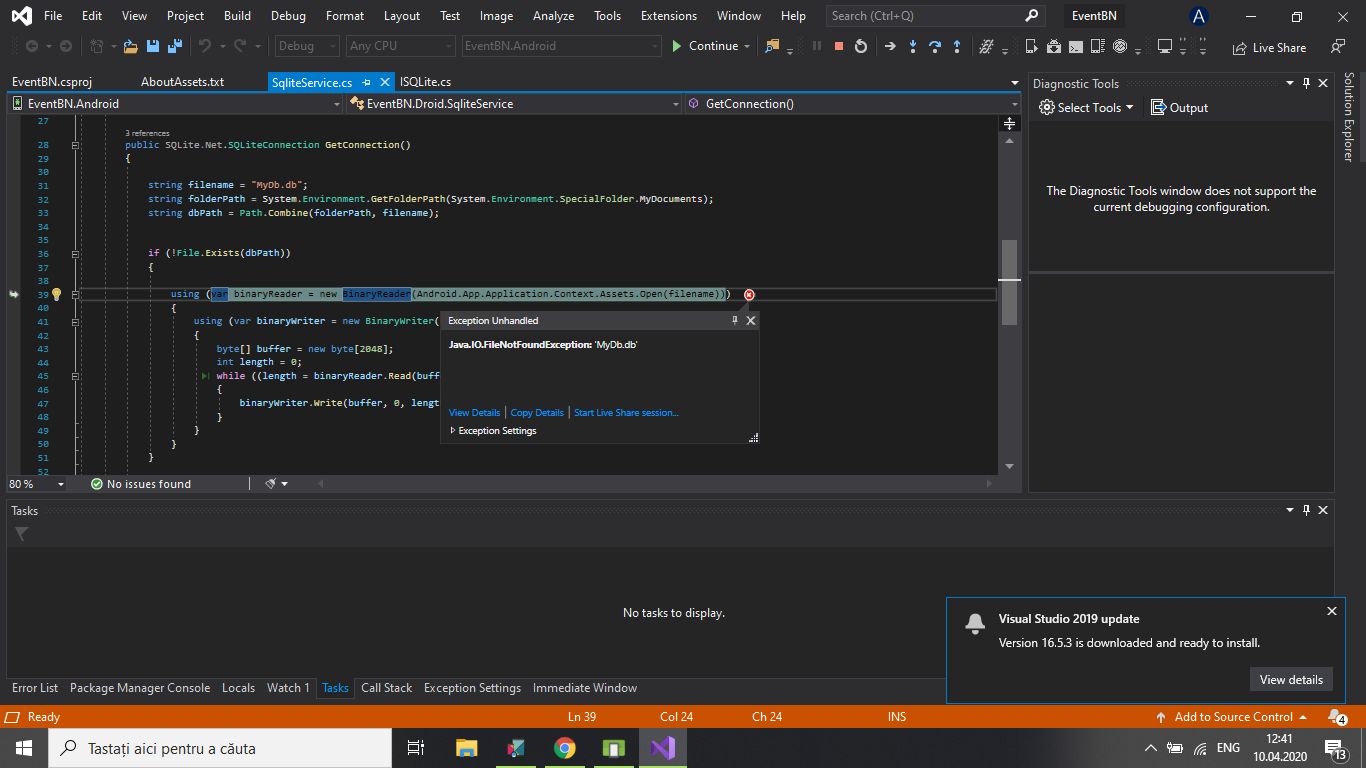 File Edit View Project Build Debug Format Layout Test Image Analyze Tools Extensions Window Help Search (Ctrl+Q) EventBN A
Debug Any CPU EventBN.Android Continue Live Share
EventBN.csproj AboutAssets.txt SqliteService.cs ISQLite.cs
EventBN.Android EventBN.Droid.SqliteService GetConnection()
27
3 references
28 public SQLite.Net.SQLiteConnection GetConnection()
29 {
30
31 string filename = "MyDb.db";
32 string folderPath = System.Environment.GetFolderPath(System.Environment.SpecialFolder.MyDocuments);
33 string dbPath = Path.Combine(folderPath, filename);
34
35
36 if (!File.Exists(dbPath))
37 {
38
39 using (var binaryReader = new BinaryReader(Android.App.Application.Context.Assets.Open(filename)))
40 {
41 using (var binaryWriter = new BinaryWriter(
42 {
43 byte[] buffer = new byte[2048];
44 int length = 0;
45 while ((length = binaryReader.Read(buff
46 {
47 binaryWriter.Write(buffer, 0, lengt
48 }
49 }
50 }
51 }
52
Exception Unhandled
Java.IO.FileNotFoundException: 'MyDb.db'
View Details Copy Details Start Live Share session...
Exception Settings
80 % No issues found
Diagnostic Tools
Select Tools Output
The Diagnostic Tools window does not support the
current debugging configuration.
Solution Explorer
Tasks
No tasks to display.
Visual Studio 2019 update
Version 16.5.3 is downloaded and ready to install.
View details
Error List Package Manager Console Locals Watch 1 Tasks Call Stack Exception Settings Immediate Window
Ready Ln 39 Col 24 Ch 24 INS Add to Source Control 4
Tastați aici pentru a căuta
ENG 12:41
10.04.2020
13